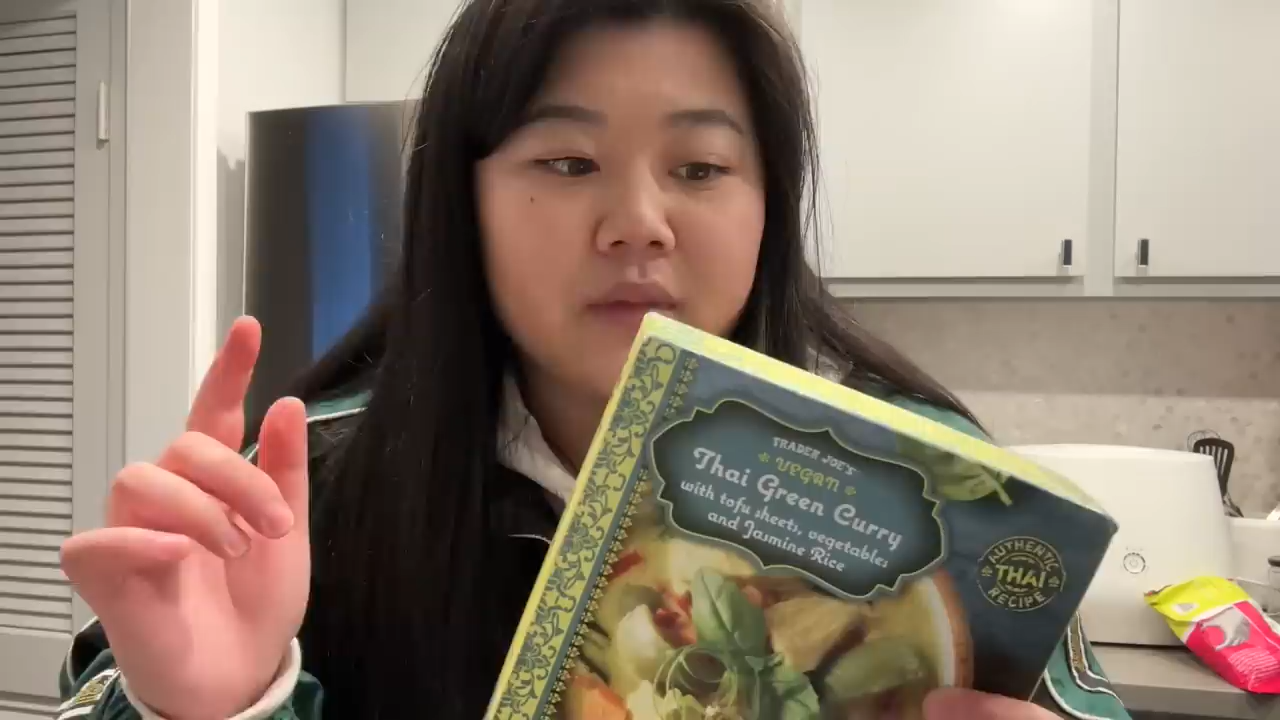 TRADER JOE'S
VEGAN
Thai Green Curry
with tofu sheets, vegetables
and Jasmine Rice
AUTHENTIC
THAI
RECIPE